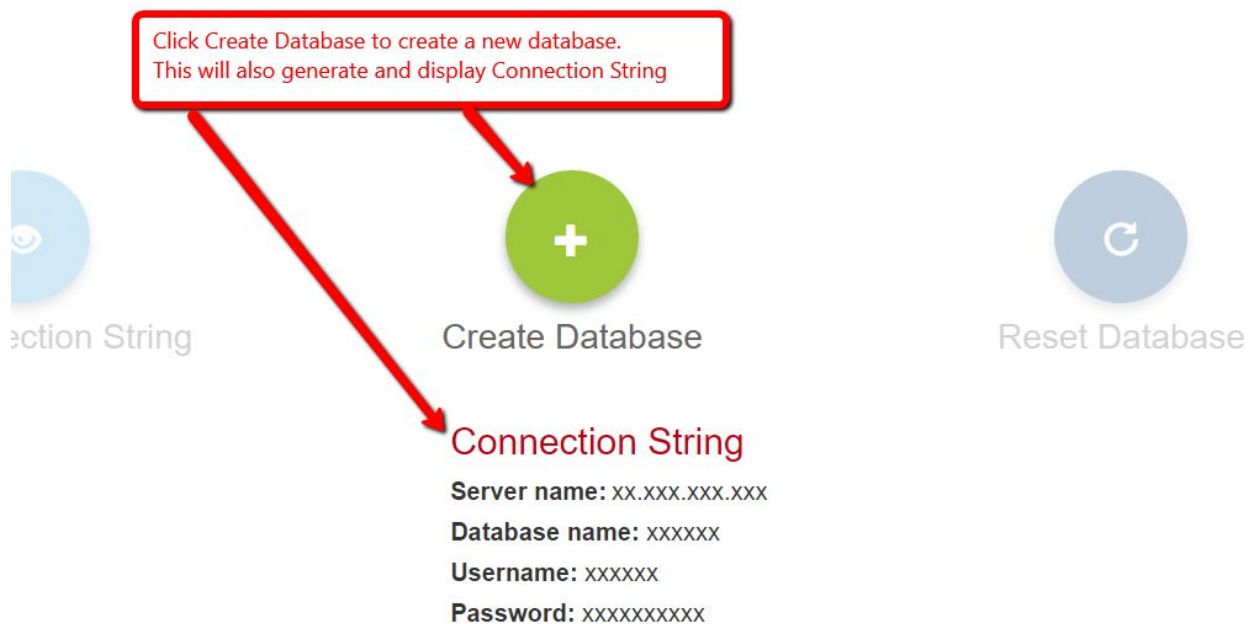 Click Create Database to create a new database.
This will also generate and display Connection String
ection String
Create Database
Reset Database
Connection String
Server name: xx.xxx.xxx.xxx
Database name: xxxxxx
Username: xxxxxx
Password: xxxxxxxxxx